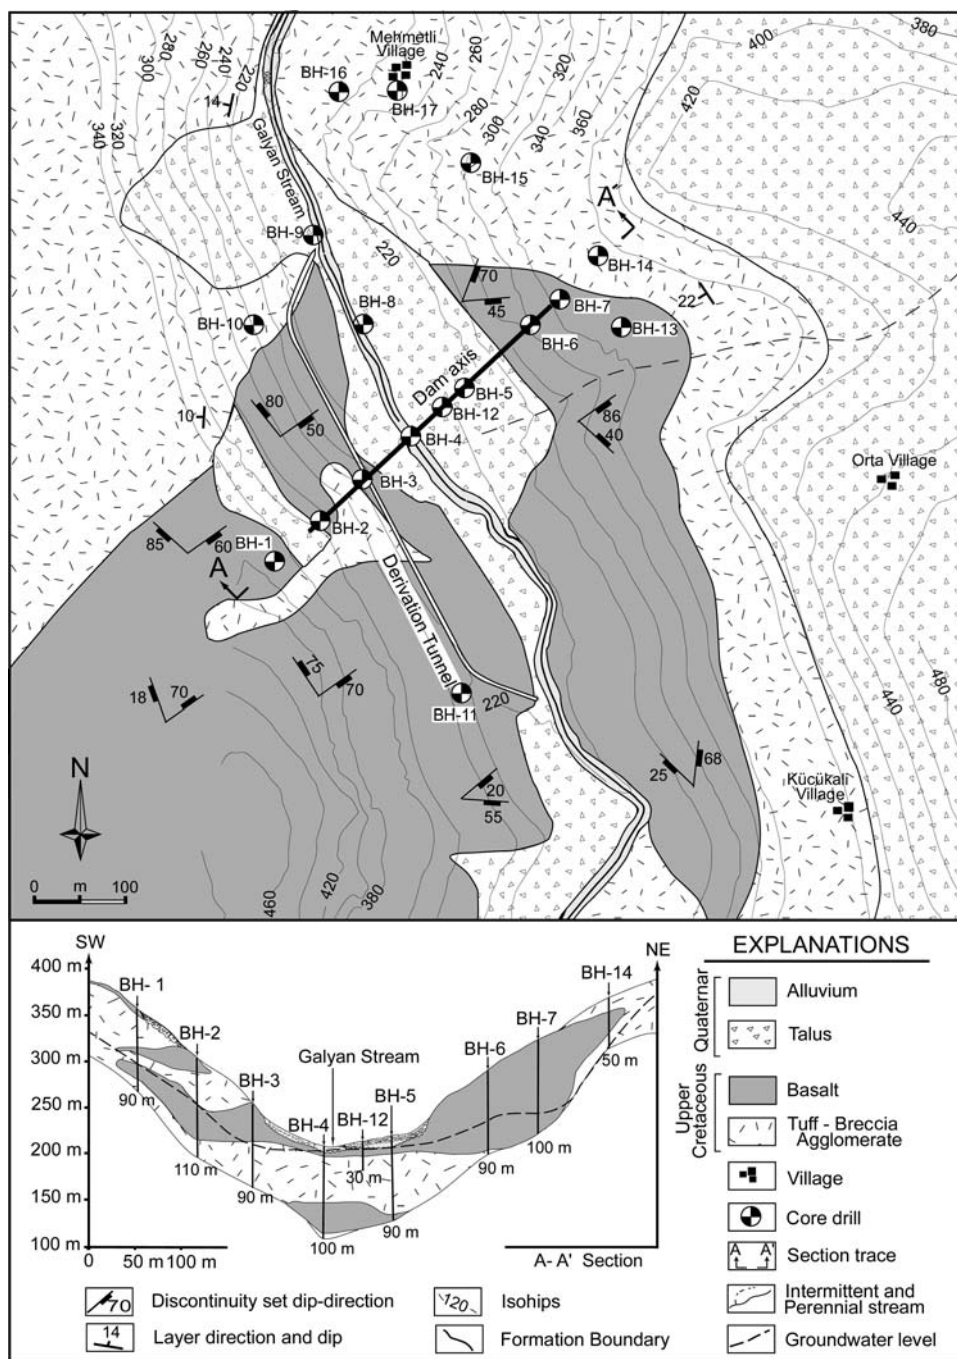 Mehmetli
Village
280
260
240
220
300
320
340
14
BH-16
BH-17
240
260
280
300
320
340
360
400
380
420
440
Galyan Stream
BH-15
A'
BH-9
220
BH-14
70
45
BH-7
22
BH-8
BH-10
BH-6
BH-13
Dam axis
BH-5
80
50
10
BH-12
BH-4
86
40
Orta Village
BH-3
BH-2
85
60
BH-1
A
Derivation Tunnel
75
70
18
70
BH-11
220
440
480
25
68
N
20
55
Kücükali
Village
0 m 100
460
420
380
SW
NE
400 m
350 m
300 m
250 m
200 m
150 m
100 m
BH- 1
BH-2
BH-3
BH-4
Galyan Stream
BH-12
BH-5
BH-6
BH-7
BH-14
90 m
110 m
90 m
100 m
30 m
90 m
90 m
100 m
50 m
0 50 m 100 m
A- A' Section
EXPLANATIONS
Quaternar
Alluvium
Talus
Upper
Cretaceous
Basalt
Tuff - Breccia
Agglomerate
Village
Core drill
A A'
Section trace
Intermittent and
Perennial stream
Groundwater level
70
Discontinuity set dip-direction
120
Isohips
14
Layer direction and dip
Formation Boundary